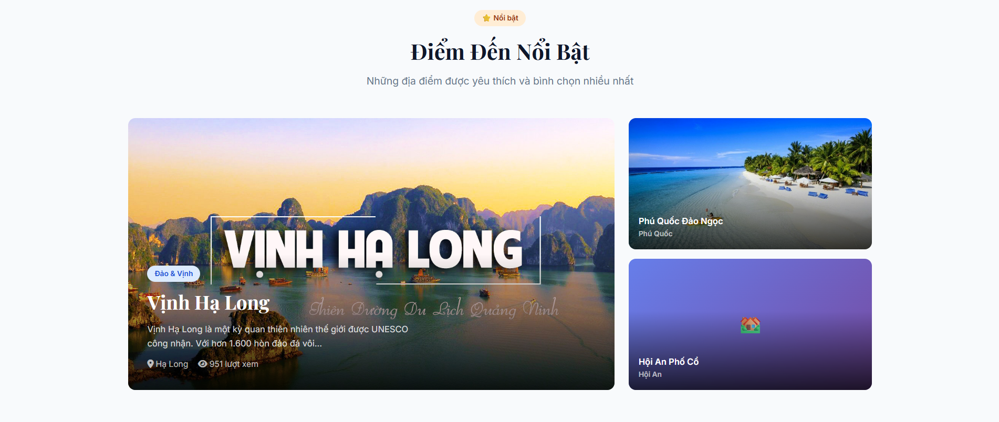 Nổi bật
Điểm Đến Nổi Bật
Những địa điểm được yêu thích và bình chọn nhiều nhất
VỊNH HẠ LONG
Đảo & Vịnh
Vịnh Hạ Long
Thiên Đường Du Lịch Quảng Ninh
Vịnh Hạ Long là một kỳ quan thiên nhiên thế giới được UNESCO
công nhận. Với hơn 1.600 hòn đảo đá vôi...
Hạ Long 951 lượt xem
Phú Quốc Đảo Ngọc
Phú Quốc
Hội An Phố Cổ
Hội An